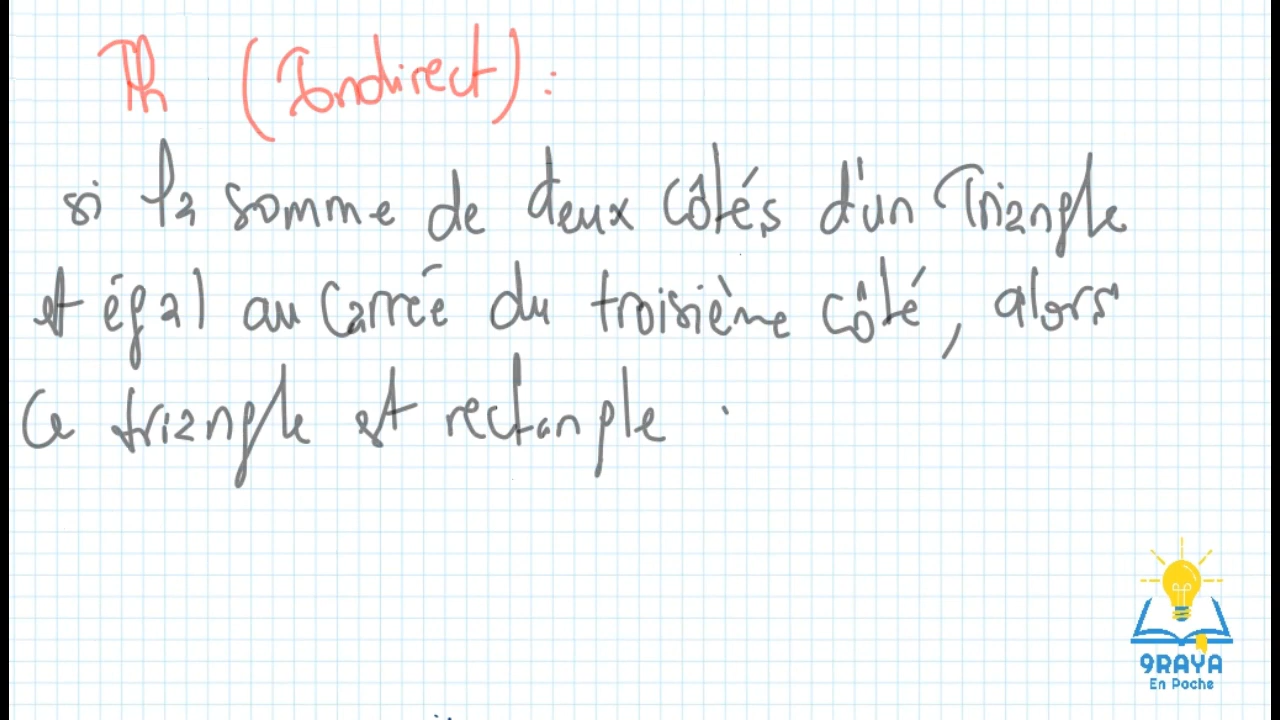 Th (Indirect) :
si la somme de deux côtés d'un Triangle
est égal au Carrée du troisième côté, alors
Ce triangle est rectangle .
9RAYA
En Poche